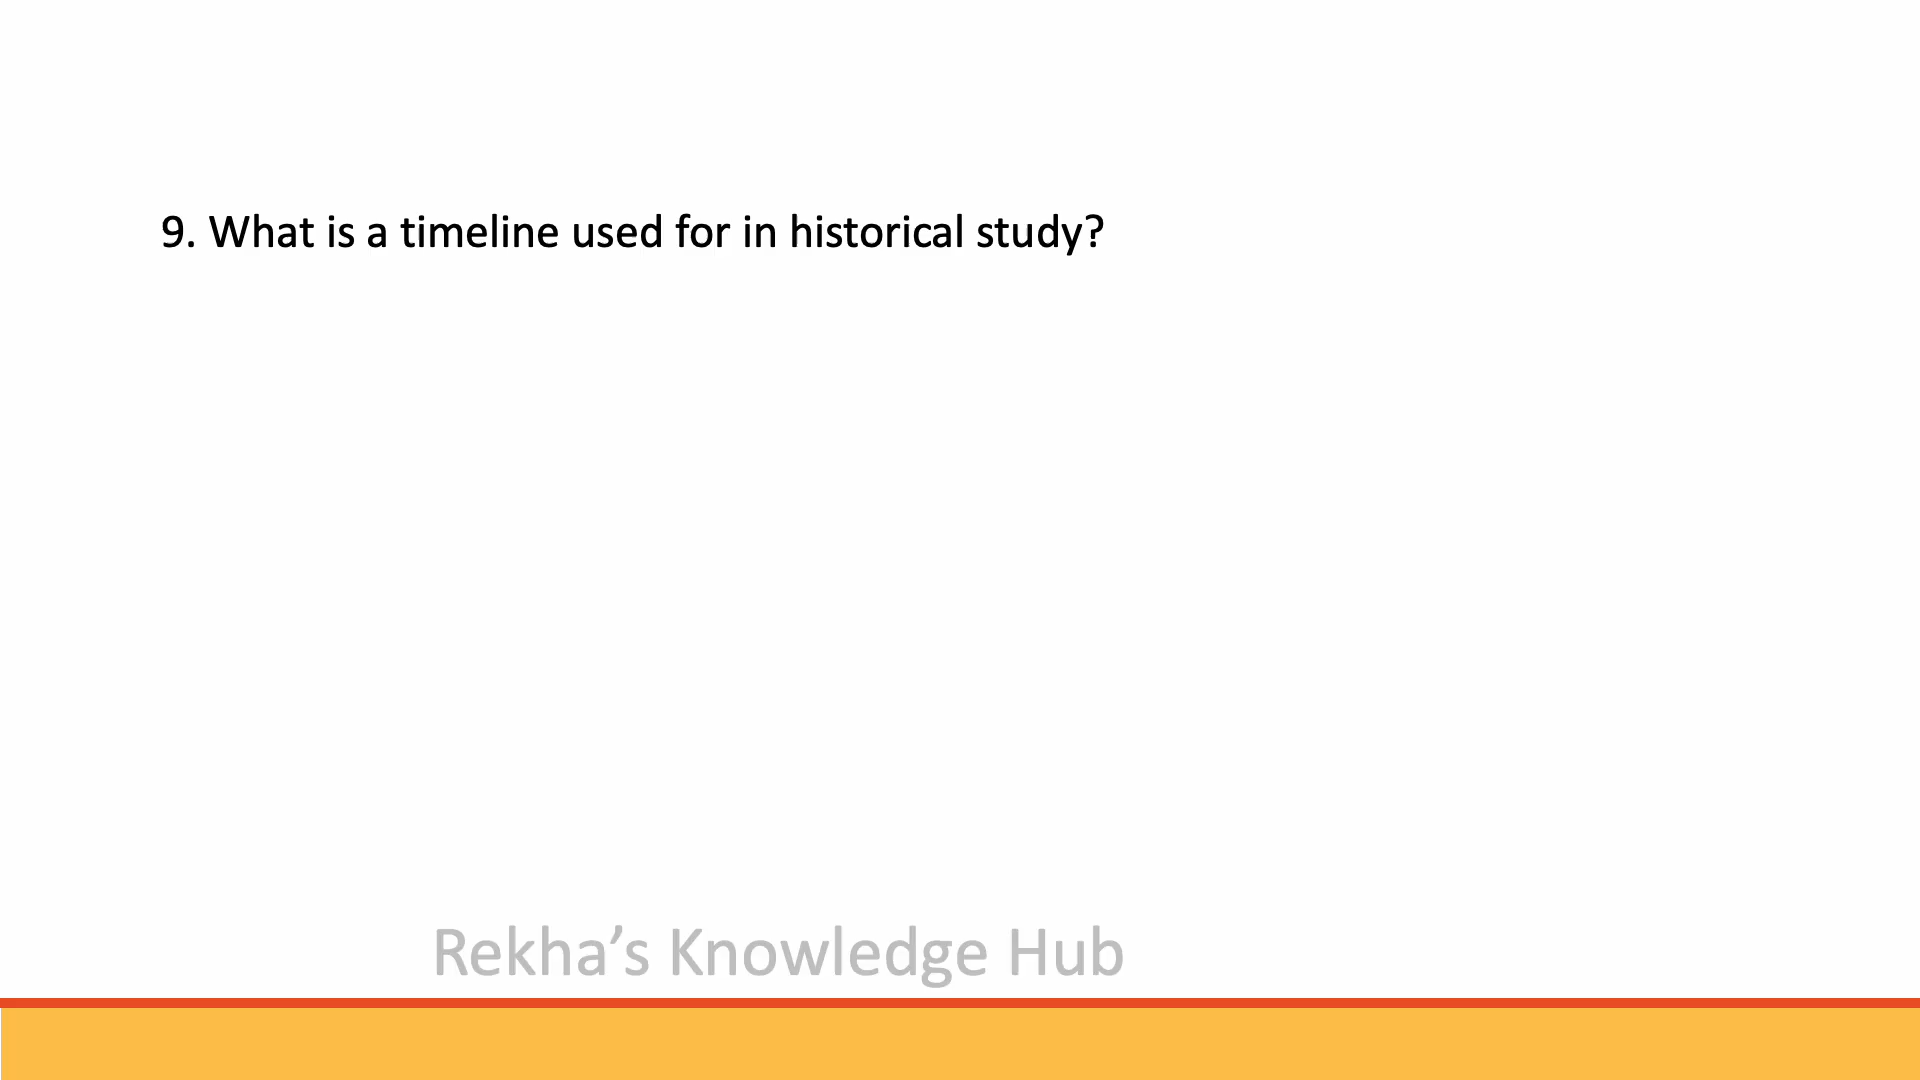 9. What is a timeline used for in historical study?
Rekha’s Knowledge Hub